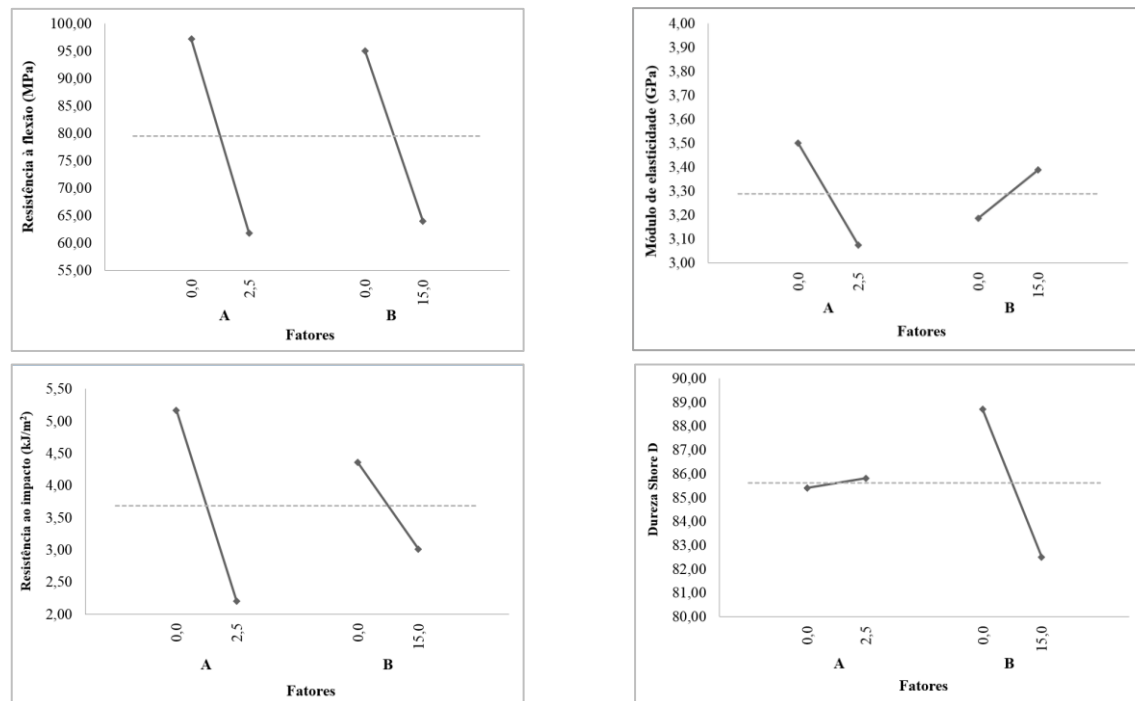 Resistência à flexão (MPa)
100,00
95,00
90,00
85,00
80,00
75,00
70,00
65,00
60,00
55,00
0,0 2,5 0,0 15,0
A B
Fatores
Módulo de elasticidade (GPa)
4,00
3,90
3,80
3,70
3,60
3,50
3,40
3,30
3,20
3,10
3,00
0,0 2,5 0,0 15,0
A B
Fatores
Resistência ao impacto (kJ/m²)
5,50
5,00
4,50
4,00
3,50
3,00
2,50
2,00
0,0 2,5 0,0 15,0
A B
Fatores
Dureza Shore D
90,00
89,00
88,00
87,00
86,00
85,00
84,00
83,00
82,00
81,00
80,00
0,0 2,5 0,0 15,0
A B
Fatores